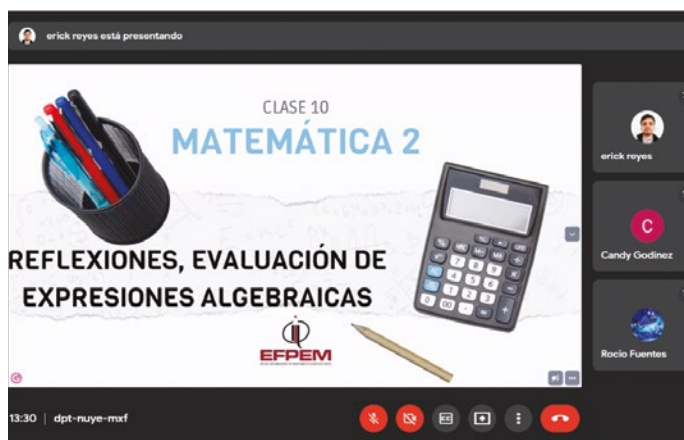 erick reyes está presentando
CLASE 10
MATEMÁTICA 2
REFLEXIONES, EVALUACIÓN DE
EXPRESIONES ALGEBRAICAS
EFPEM
erick reyes
C
Candy Godinez
Rocio Fuentes
13:30 | dpt-nuye-mxf